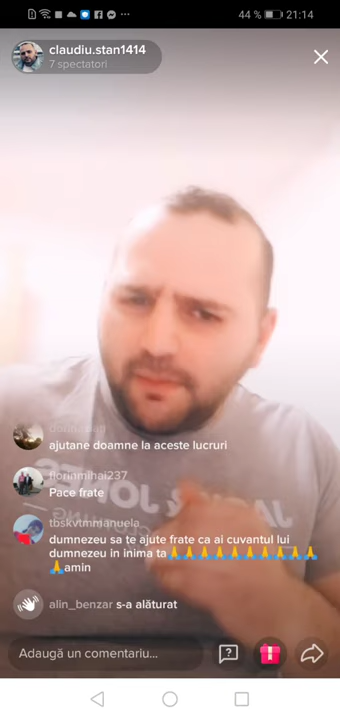 44 % 21:14
claudiu.stan1414
7 spectatori
ajutane doamne la aceste lucruri
florinmihai237
Pace frate
tbskvtmmanuela
dumnezeu sa te ajute frate ca ai cuvantul lui
dumnezeu in inima ta🙏🙏🙏🙏🙏🙏🙏🙏🙏🙏
🙏amin
alin_benzar s-a alăturat
Adaugă un comentariu...